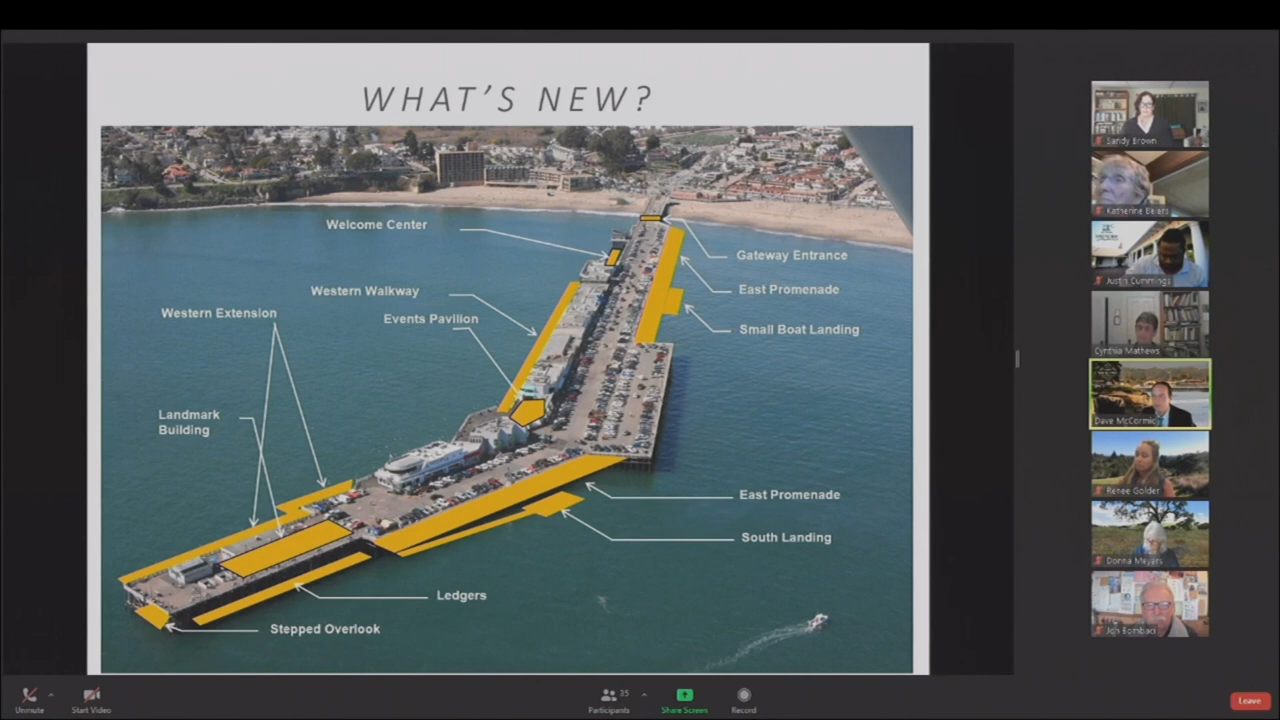 WHAT'S NEW?
Welcome Center
Gateway Entrance
Western Walkway
East Promenade
Western Extension
Events Pavilion
Small Boat Landing
Landmark
Building
East Promenade
South Landing
Ledgers
Stepped Overlook
Sandy Brown
Katherine Beiers
Justin Cummings
Cynthia Mathews
Dave McCormic
Renee Golder
Donna Meyers
Jon Bombaci
Unmute
Start Video
Participants
35
Share Screen
Record
Leave